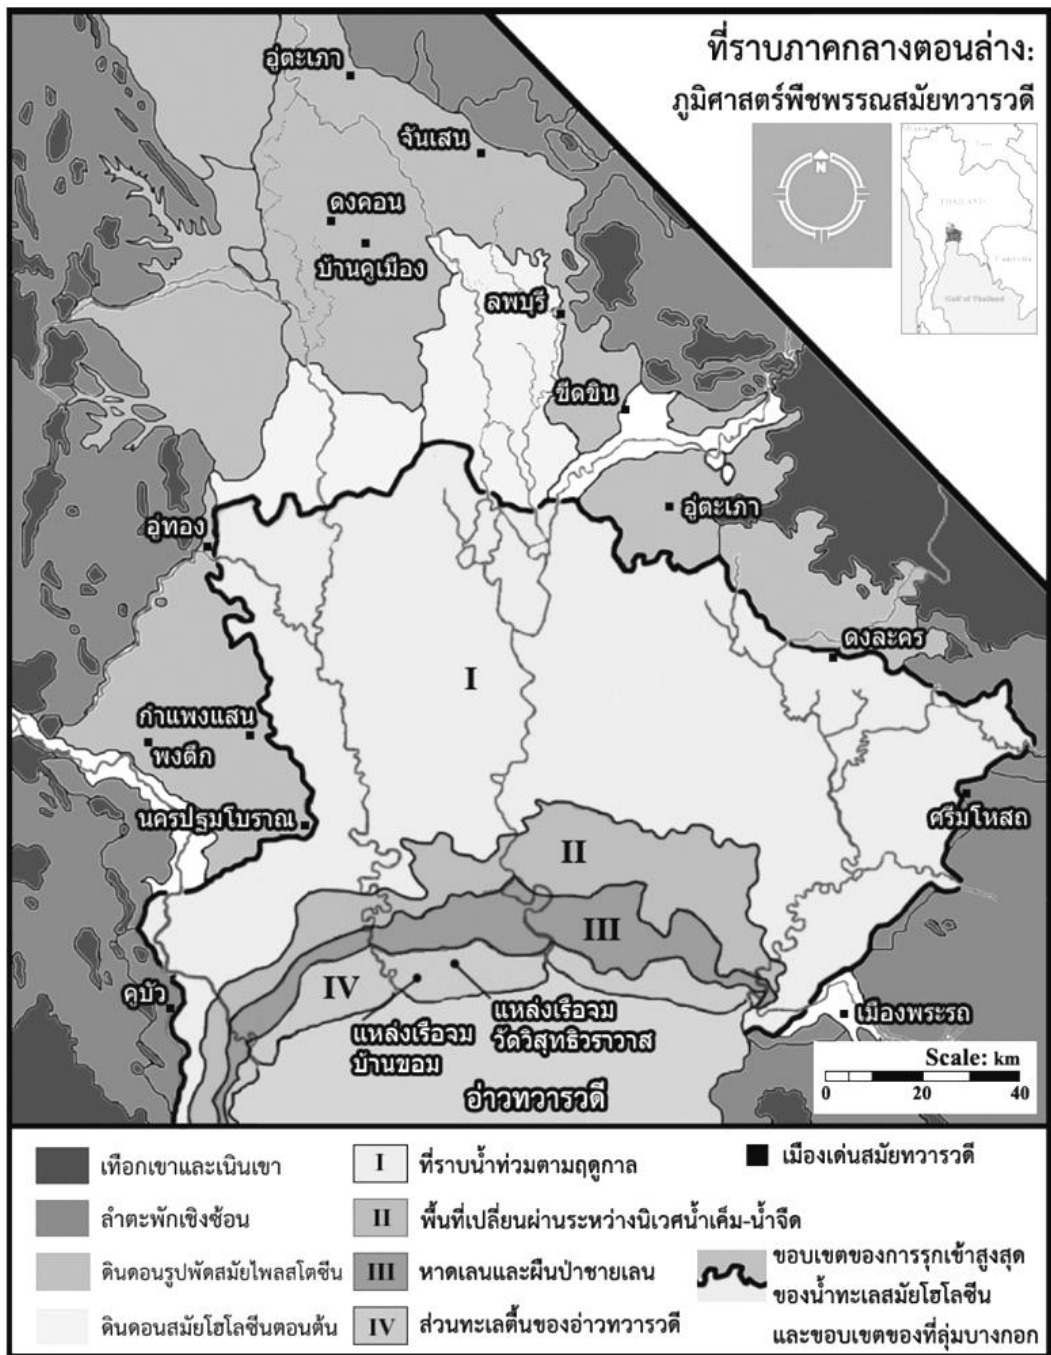 ที่ราบภาคกลางตอนล่าง:
ภูมิศาสตร์พืชพรรณสมัยทวารวดี
N
THAILAND
Gulf of Thailand
อู่ตะเภา
จันเสน
ดงคอน
บ้านคูเมือง
ลพบุรี
ขีดขิน
อู่ตะเภา
อู่ทอง
ดงละคร
I
กำแพงแสน
พงตึก
นครปฐมโบราณ
ศรีมโหสถ
II
III
IV
คูบัว
แหล่งเรือจม
บ้านขอม
แหล่งเรือจม
วัดวิสุทธิวราวาส
เมืองพระรถ
อ่าวทวารวดี
Scale: km
0 20 40
เทือกเขาและเนินเขา
I ที่ราบน้ำท่วมตามฤดูกาล
เมืองเด่นสมัยทวารวดี
ลำตะพักเชิงซ้อน
II พื้นที่เปลี่ยนผ่านระหว่างนิเวศน้ำเค็ม-น้ำจืด
ดินดอนรูปพัดสมัยไพลสโตซีน
III หาดเลนและผืนป่าชายเลน
ขอบเขตของการรุกเข้าสูงสุด
ของน้ำทะเลสมัยโฮโลซีน
และขอบเขตของที่ลุ่มบางกอก
ดินดอนสมัยโฮโลซีนตอนต้น
IV ส่วนทะเลตื้นของอ่าวทวารวดี